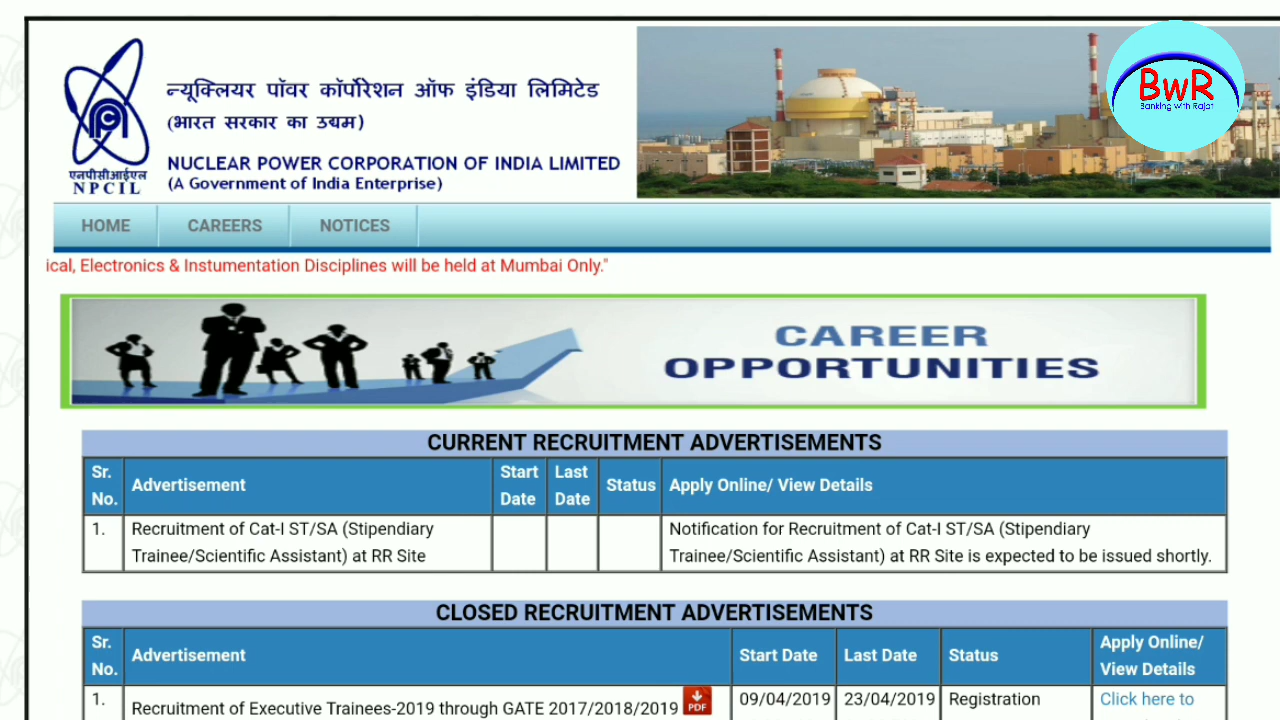 BwR
Banking With Rajat
न्यूक्लियर पॉवर कॉर्पोरेशन ऑफ इंडिया लिमिटेड
(भारत सरकार का उद्यम)
NUCLEAR POWER CORPORATION OF INDIA LIMITED
(A Government of India Enterprise)
एनपीसीआईएल
NPCIL
HOME CAREERS NOTICES
ical, Electronics & Instumentation Disciplines will be held at Mumbai Only."
CAREER
OPPORTUNITIES
CURRENT RECRUITMENT ADVERTISEMENTS
Sr. No. Advertisement Start Date Last Date Status Apply Online/ View Details
1. Recruitment of Cat-I ST/SA (Stipendiary Notification for Recruitment of Cat-I ST/SA (Stipendiary
Trainee/Scientific Assistant) at RR Site Trainee/Scientific Assistant) at RR Site is expected to be issued shortly.
CLOSED RECRUITMENT ADVERTISEMENTS
Sr. No. Advertisement Start Date Last Date Status Apply Online/ View Details
1. Recruitment of Executive Trainees-2019 through GATE 2017/2018/2019 PDF 09/04/2019 23/04/2019 Registration Click here to